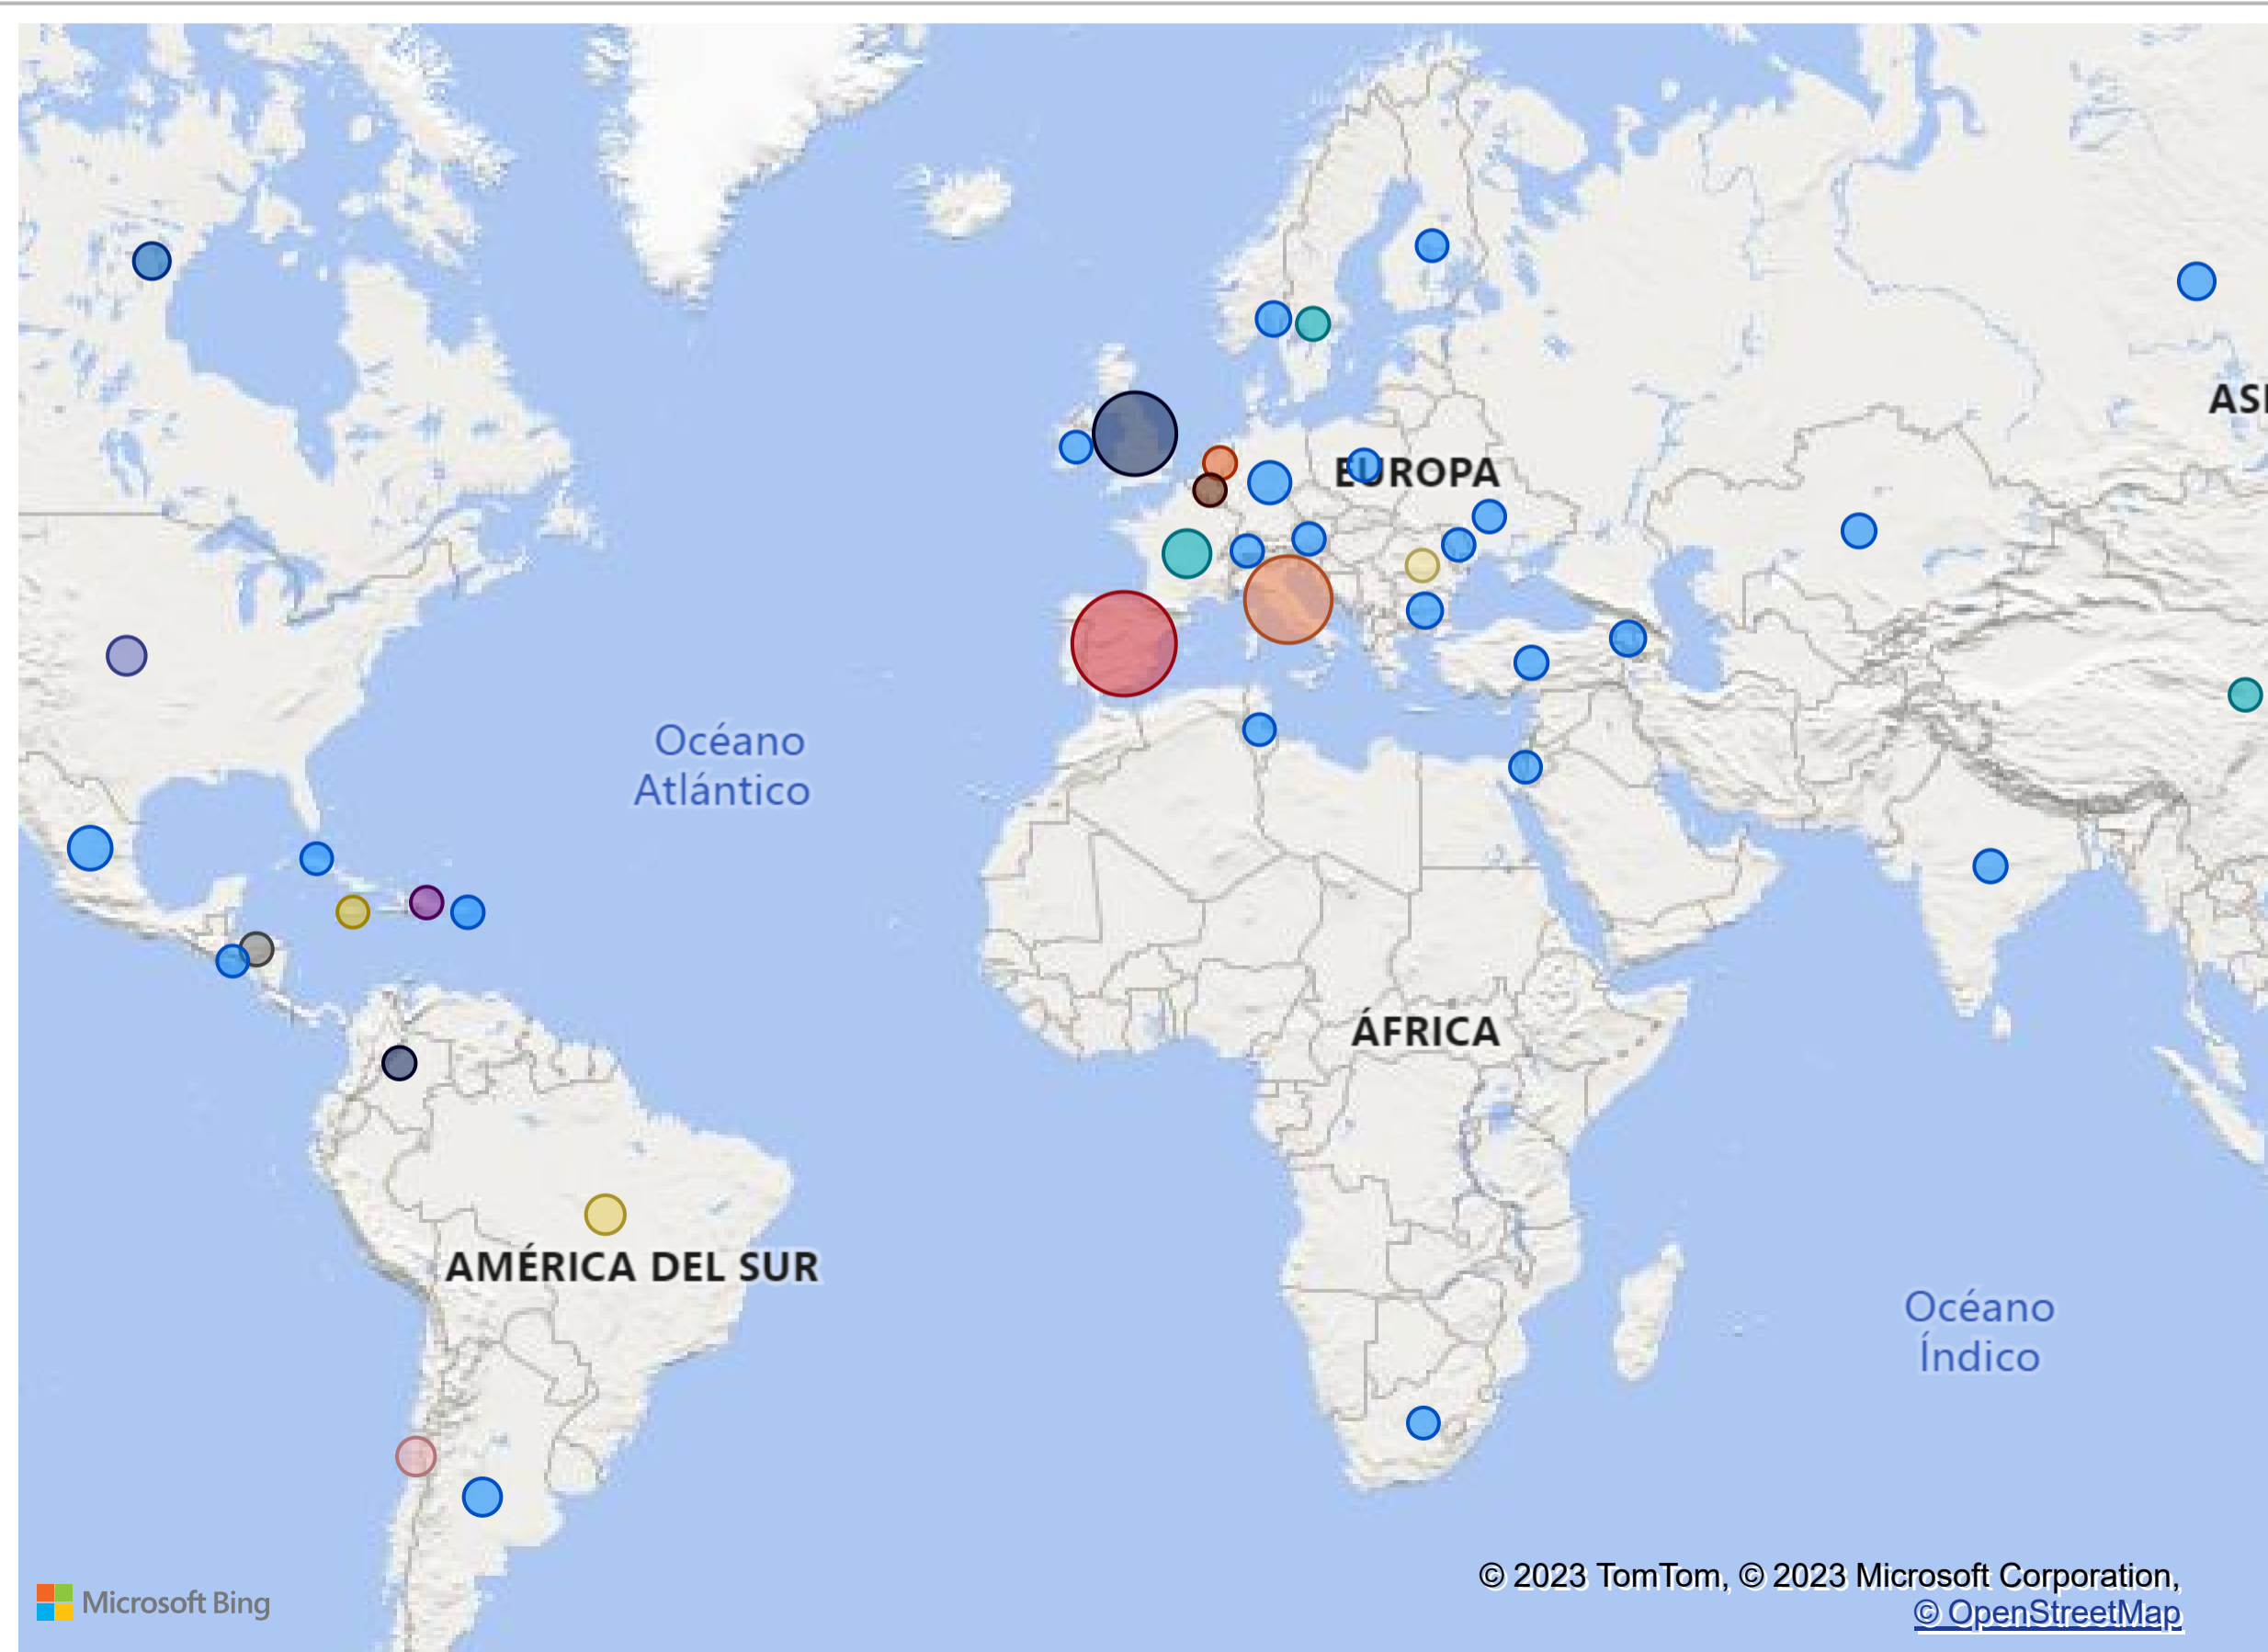 EUROPA
ASI
Océano
Atlántico
ÁFRICA
AMÉRICA DEL SUR
Océano
Índico
Microsoft Bing
© 2023 TomTom, © 2023 Microsoft Corporation,
© OpenStreetMap